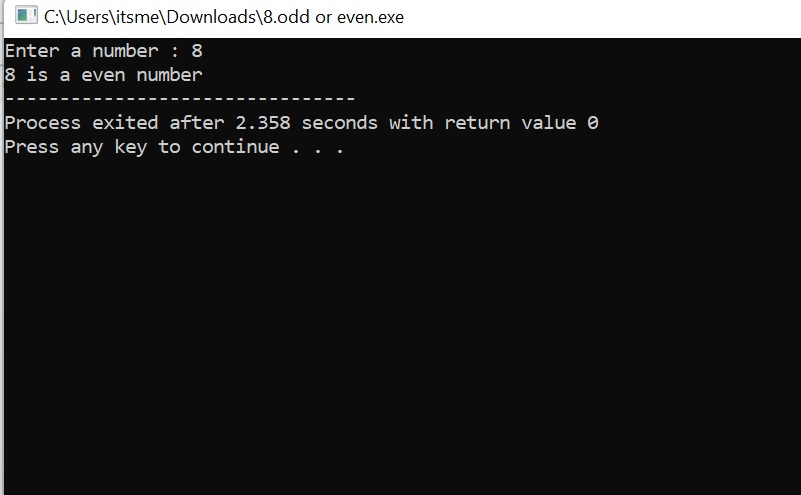 C:\Users\itsme\Downloads\8.odd or even.exe
Enter a number : 8
8 is a even number
--------------------------------
Process exited after 2.358 seconds with return value 0
Press any key to continue . . .